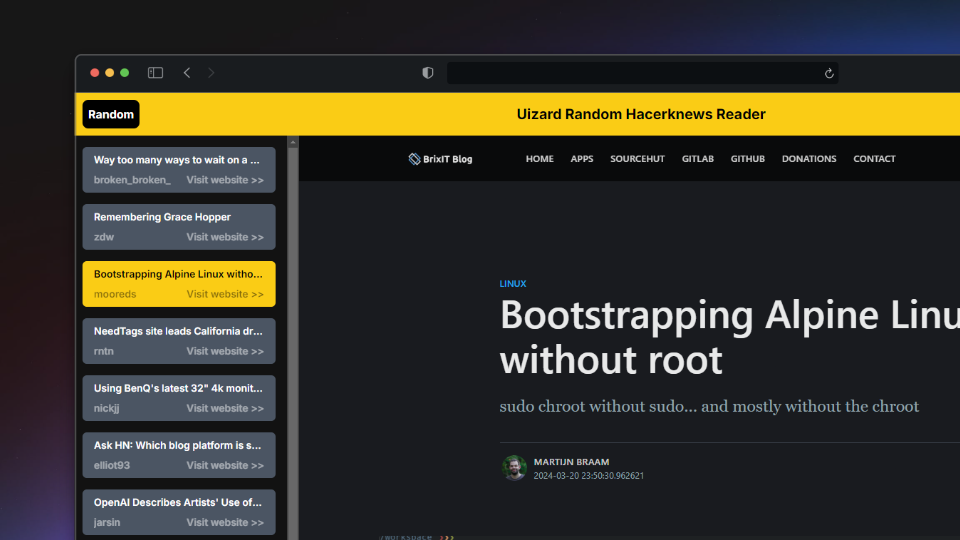 Random
Uizard Random Hacerknews Reader
Way too many ways to wait on a ...
broken_broken_ Visit website >>
Remembering Grace Hopper
zdw Visit website >>
Bootstrapping Alpine Linux witho...
mooreds Visit website >>
NeedTags site leads California dr...
rntn Visit website >>
Using BenQ's latest 32" 4k monit...
nickjj Visit website >>
Ask HN: Which blog platform is s...
elliot93 Visit website >>
OpenAI Describes Artists' Use of...
jarsin Visit website >>
BrixIT Blog HOME APPS SOURCEHUT GITLAB GITHUB DONATIONS CONTACT
LINUX
Bootstrapping Alpine Linu
without root
sudo chroot without sudo... and mostly without the chroot
MARTIJN BRAAM
2024-03-20 23:50:30.962621
/workspace >>>